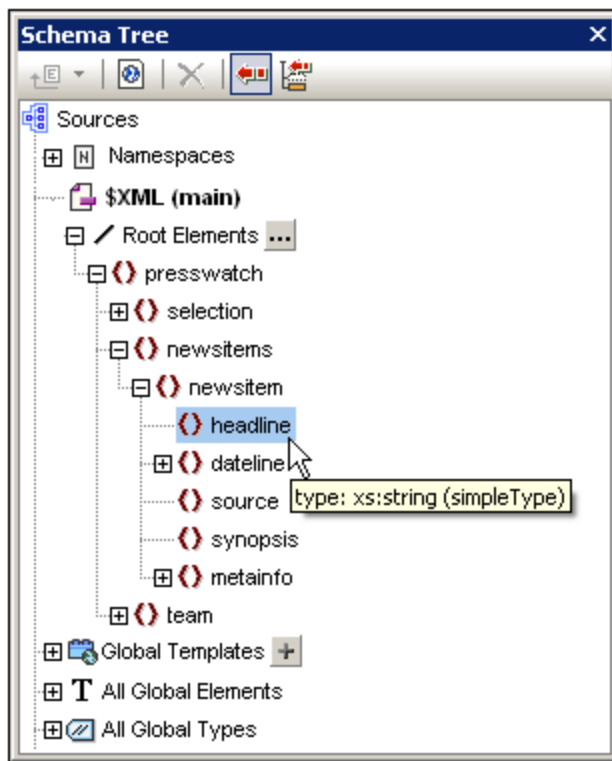 Schema Tree
Sources
Namespaces
$XML (main)
Root Elements ...
presswatch
selection
newsitems
newsitem
headline
dateline
source
type: xs:string (simpleType)
synopsis
metainfo
team
Global Templates
T All Global Elements
All Global Types